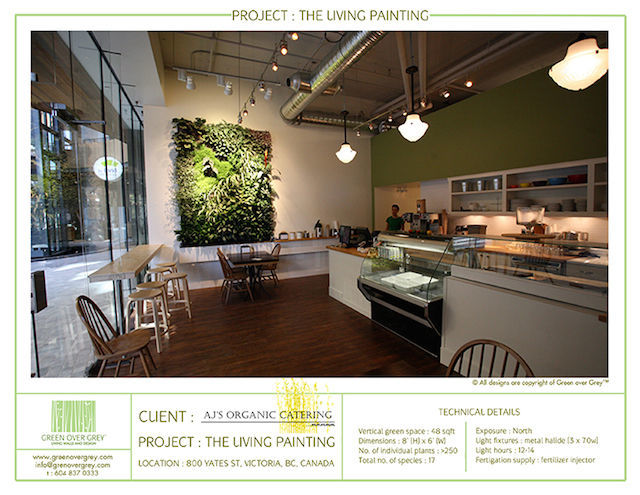 PROJECT : THE LIVING PAINTING
© All designs are copyright of Green over Grey™
GREEN OVER GREY
LIVING WALLS AND DESIGN
www.greenovergrey.com
info@grenovergrey.com
t : 604 837 0333
CLIENT : AJ'S ORGANIC CATERING
PROJECT : THE LIVING PAINTING
LOCATION : 800 YATES ST, VICTORIA, BC, CANADA
TECHNICAL DETAILS
Vertical green space : 48 sqft
Dimensions : 8' (H) x 6' (W)
No. of individual plants : >250
Total no. of species : 17
Exposure : North
Light fixtures : metal halide [3 x 70w]
Light hours : 12-14
Fertigation supply : fertilizer injector